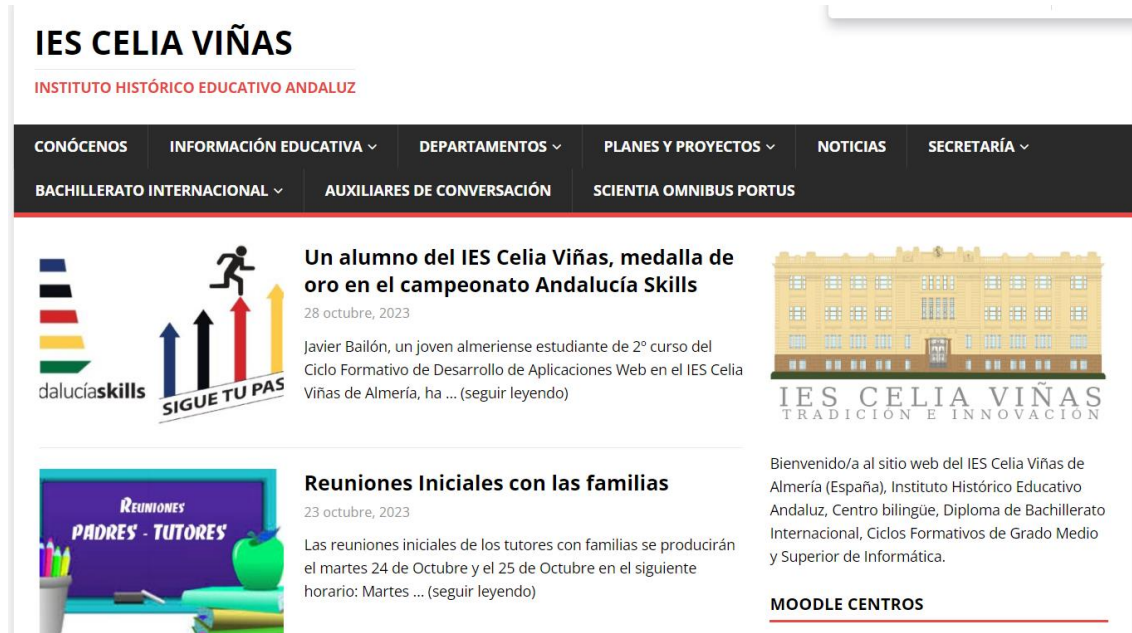 IES CELIA VIÑAS
INSTITUTO HISTÓRICO EDUCATIVO ANDALUZ
CONÓCENOS INFORMACIÓN EDUCATIVA DEPARTAMENTOS PLANES Y PROYECTOS NOTICIAS SECRETARÍA
BACHILLERATO INTERNACIONAL AUXILIARES DE CONVERSACIÓN SCIENTIA OMNIBUS PORTUS
dalucíaskills
SIGUE TU PAS
Un alumno del IES Celia Viñas, medalla de
oro en el campeonato Andalucía Skills
28 octubre, 2023
Javier Bailón, un joven almeriense estudiante de 2º curso del
Ciclo Formativo de Desarrollo de Aplicaciones Web en el IES Celia
Viñas de Almería, ha ... (seguir leyendo)
REUNIONES
PADRES - TUTORES
Reuniones Iniciales con las familias
23 octubre, 2023
Las reuniones iniciales de los tutores con familias se producirán
el martes 24 de Octubre y el 25 de Octubre en el siguiente
horario: Martes ... (seguir leyendo)
IES CELIA VIÑAS
TRADICIÓN E INNOVACIÓN
Bienvenido/a al sitio web del IES Celia Viñas de
Almería (España), Instituto Histórico Educativo
Andaluz, Centro bilingüe, Diploma de Bachillerato
Internacional, Ciclos Formativos de Grado Medio
y Superior de Informática.
MOODLE CENTROS